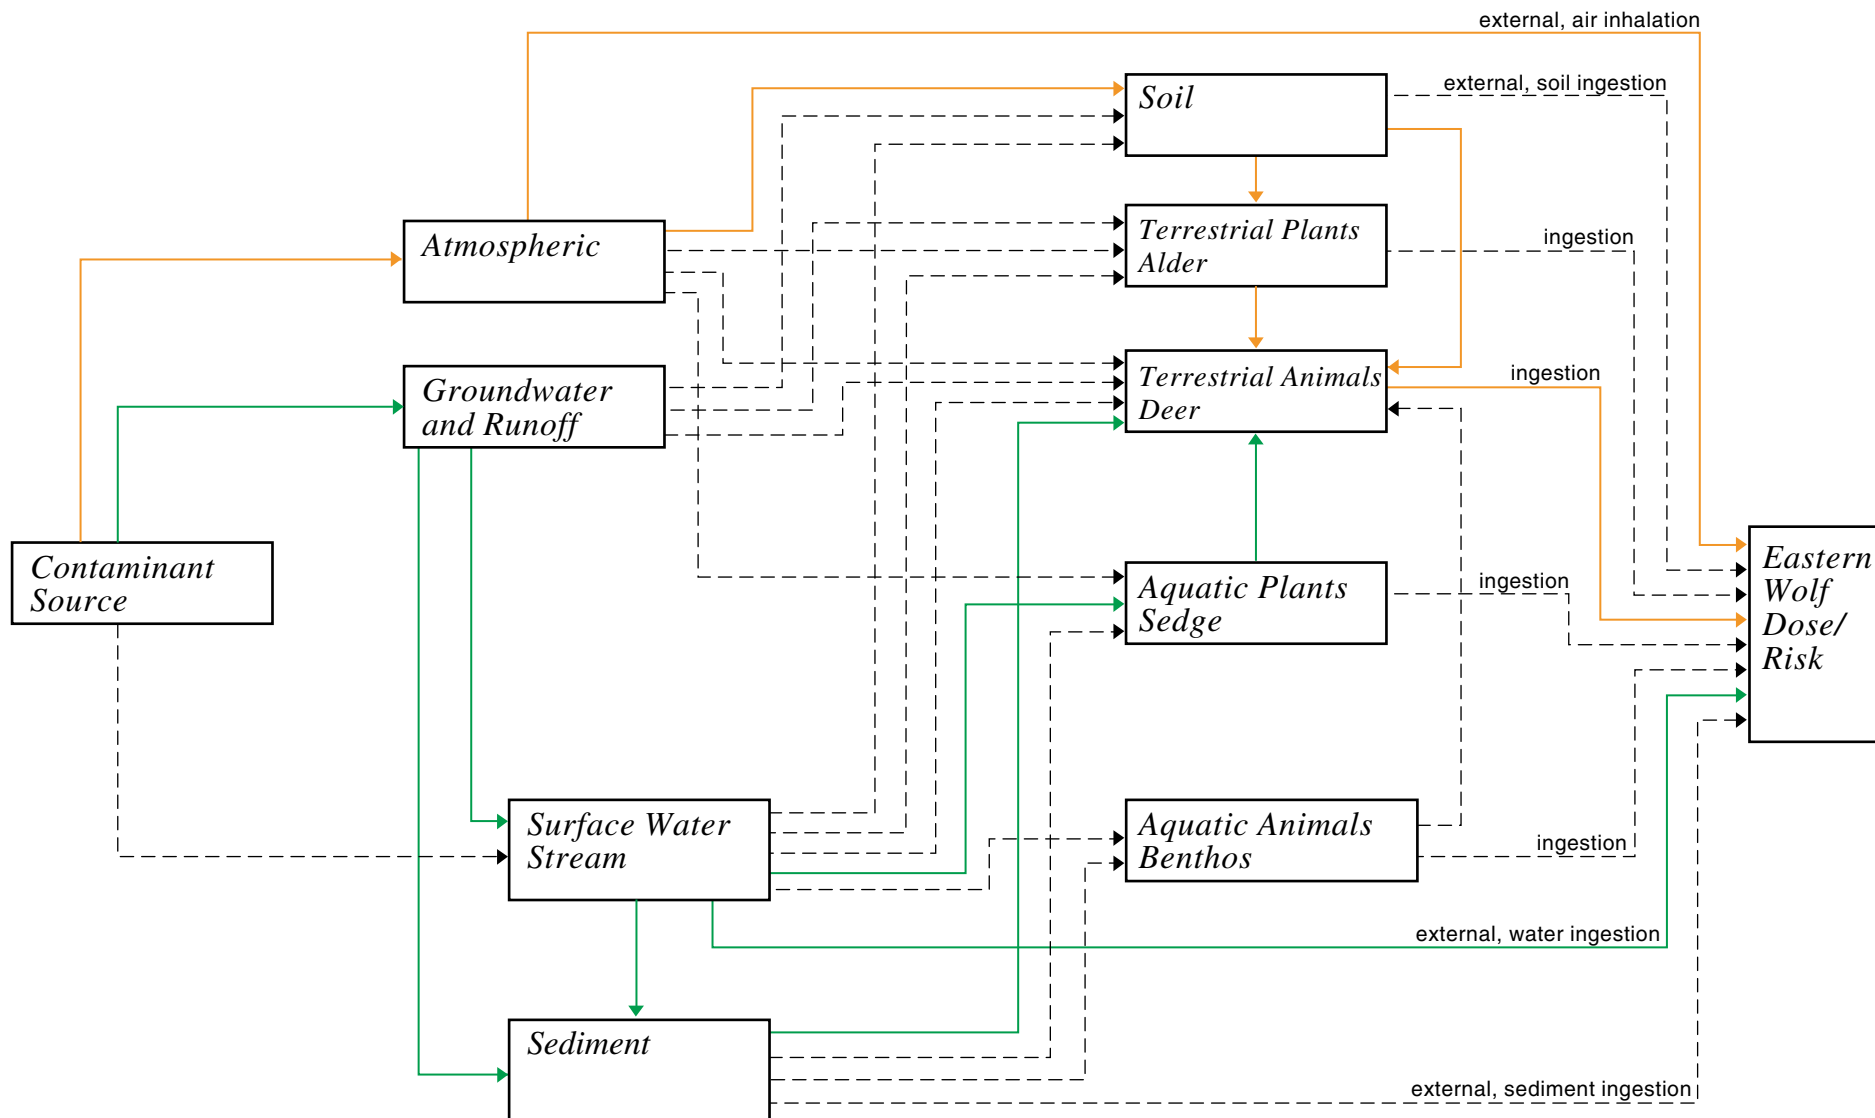 external, air inhalation
Soil
external, soil ingestion
Atmospheric
Terrestrial Plants
Alder
ingestion
Groundwater
and Runoff
Terrestrial Animals
Deer
ingestion
Contaminant
Source
Aquatic Plants
Sedge
ingestion
Eastern
Wolf
Dose/
Risk
Surface Water
Stream
Aquatic Animals
Benthos
ingestion
external, water ingestion
Sediment
external, sediment ingestion